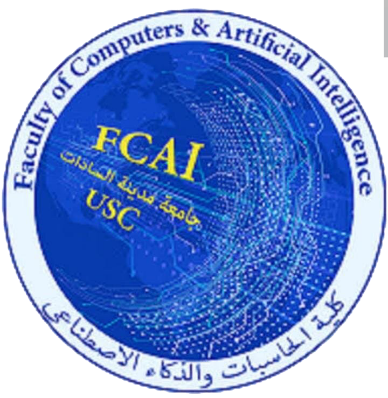 Faculty of Computers & Artificial Intelligence
FCAI
جامعة مدينة السادات
USC
كلية الحاسبات والذكاء الاصطناعي